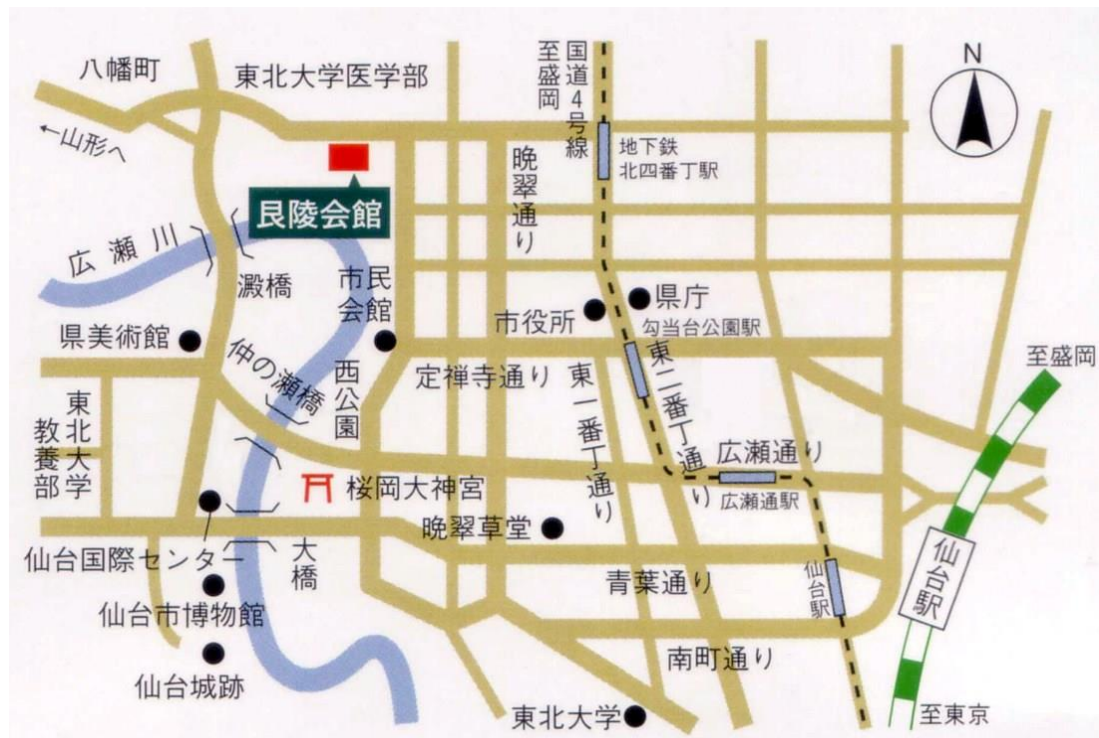 八幡町
東北大学医学部
至盛岡
国道4号線
N
←山形へ
地下鉄
北四番丁駅
晩翠通り
艮陵会館
広瀬川
澱橋
市民
会館
県庁
市役所
勾当台公園駅
県美術館
仲の瀬橋
西公園
定禅寺通り
東一番丁通り
東二番丁通り
至盛岡
東北大学
教養部
広瀬通り
広瀬通駅
桜岡大神宮
晩翠草堂
仙台国際センター
大橋
青葉通り
仙台駅
仙台駅
仙台市博物館
南町通り
仙台城跡
東北大学
至東京